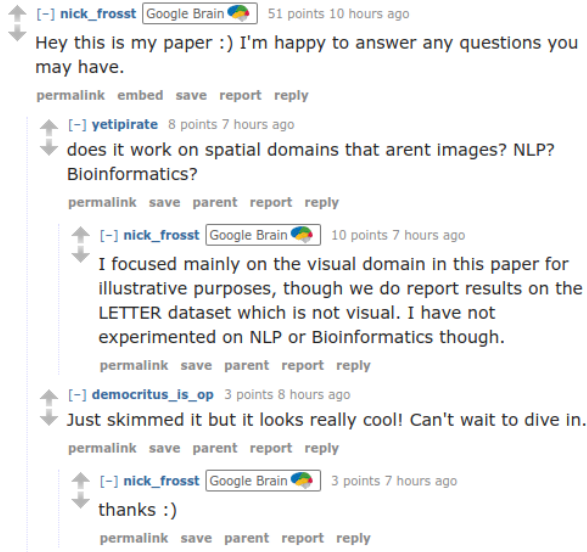 [-] nick_frosst Google Brain 51 points 10 hours ago
Hey this is my paper :) I'm happy to answer any questions you
may have.
permalink embed save report reply
[-] yetipirate 8 points 7 hours ago
does it work on spatial domains that arent images? NLP?
Bioinformatics?
permalink save parent report reply
[-] nick_frosst Google Brain 10 points 7 hours ago
I focused mainly on the visual domain in this paper for
illustrative purposes, though we do report results on the
LETTER dataset which is not visual. I have not
experimented on NLP or Bioinformatics though.
permalink save parent report reply
[-] democritus_is_op 3 points 8 hours ago
Just skimmed it but it looks really cool! Can't wait to dive in.
permalink save parent report reply
[-] nick_frosst Google Brain 3 points 7 hours ago
thanks :)
permalink save parent report reply